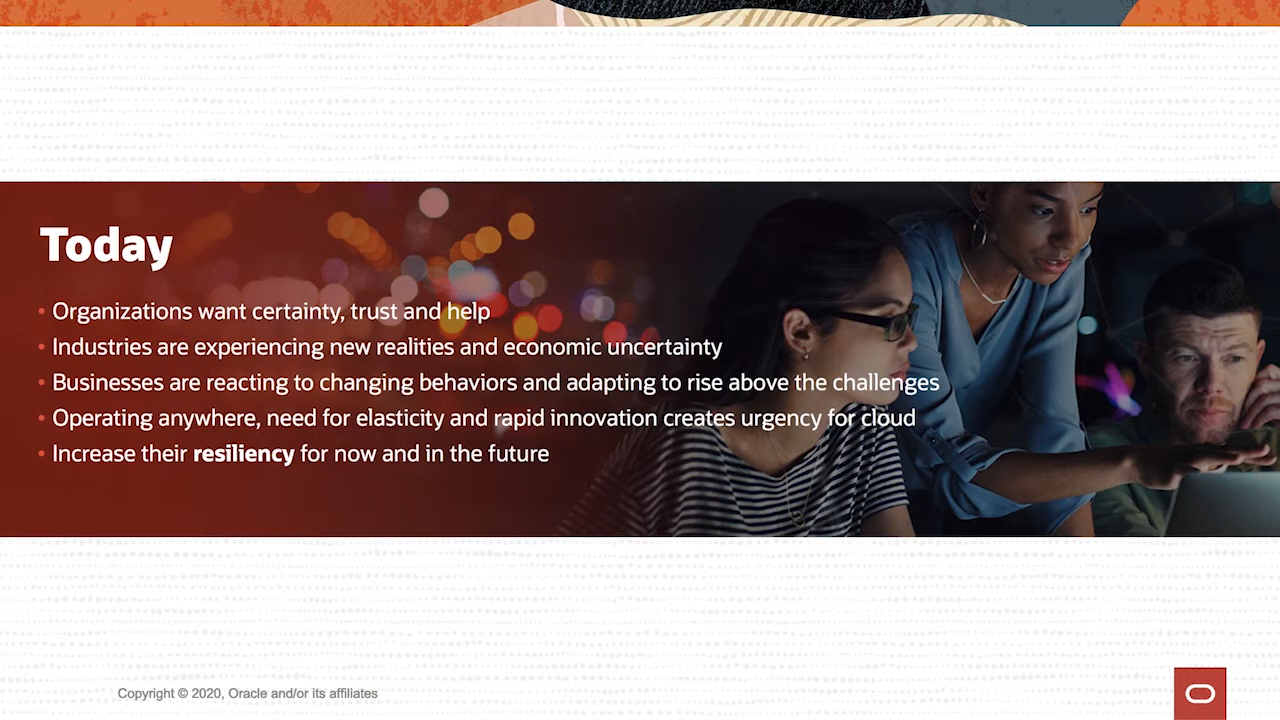 Today
• Organizations want certainty, trust and help
• Industries are experiencing new realities and economic uncertainty
• Businesses are reacting to changing behaviors and adapting to rise above the challenges
• Operating anywhere, need for elasticity and rapid innovation creates urgency for cloud
• Increase their resiliency for now and in the future
Copyright © 2020, Oracle and/or its affiliates